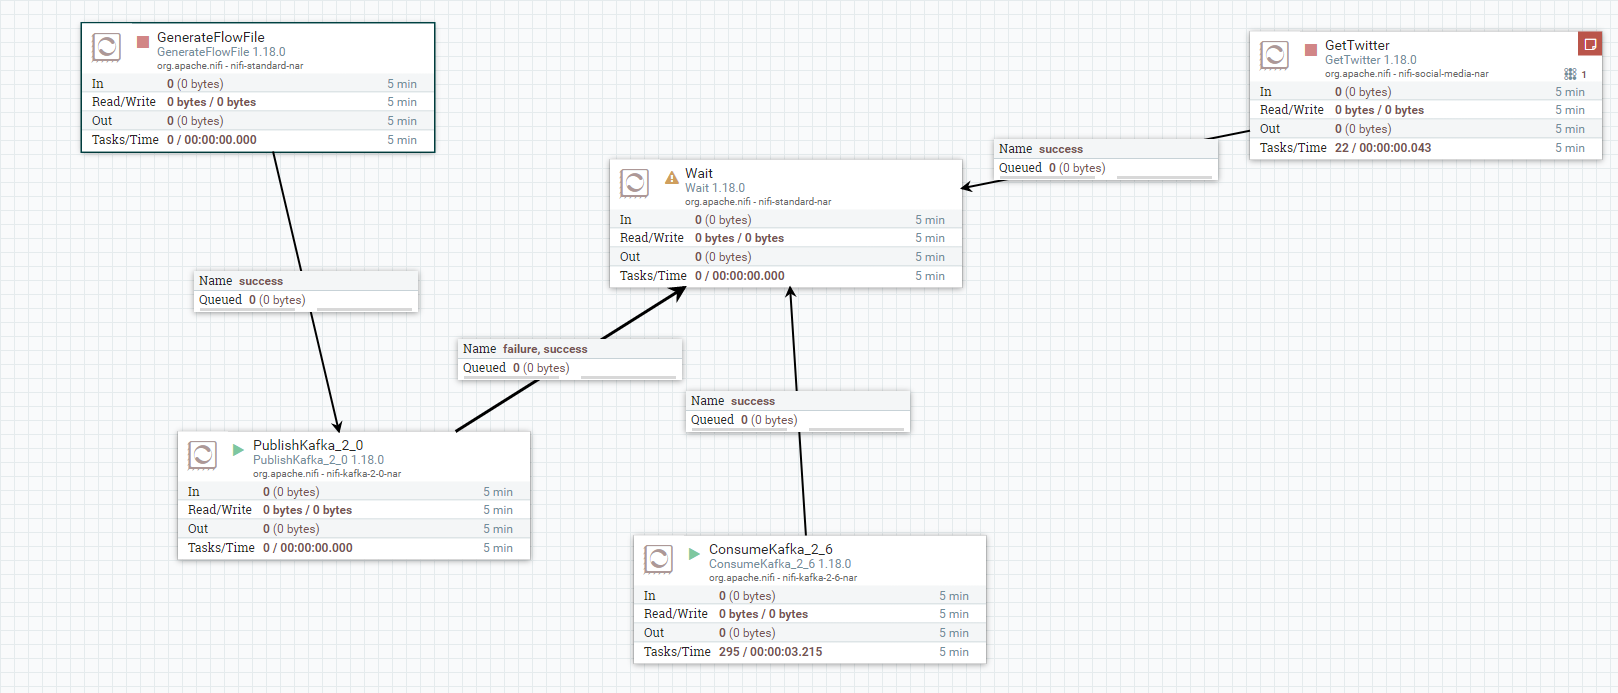 GenerateFlowFile
GenerateFlowFile 1.18.0
org.apache.nifi - nifi-standard-nar
In 0 (0 bytes) 5 min
Read/Write 0 bytes / 0 bytes 5 min
Out 0 (0 bytes) 5 min
Tasks/Time 0 / 00:00:00.000 5 min
GetTwitter
GetTwitter 1.18.0
org.apache.nifi - nifi-social-media-nar
1
In 0 (0 bytes) 5 min
Read/Write 0 bytes / 0 bytes 5 min
Out 0 (0 bytes) 5 min
Tasks/Time 22 / 00:00:00.043 5 min
Name success
Queued 0 (0 bytes)
Wait
Wait 1.18.0
org.apache.nifi - nifi-standard-nar
In 0 (0 bytes) 5 min
Read/Write 0 bytes / 0 bytes 5 min
Out 0 (0 bytes) 5 min
Tasks/Time 0 / 00:00:00.000 5 min
Name success
Queued 0 (0 bytes)
Name failure, success
Queued 0 (0 bytes)
Name success
Queued 0 (0 bytes)
PublishKafka_2_0
PublishKafka_2_0 1.18.0
org.apache.nifi - nifi-kafka-2-0-nar
In 0 (0 bytes) 5 min
Read/Write 0 bytes / 0 bytes 5 min
Out 0 (0 bytes) 5 min
Tasks/Time 0 / 00:00:00.000 5 min
ConsumeKafka_2_6
ConsumeKafka_2_6 1.18.0
org.apache.nifi - nifi-kafka-2-6-nar
In 0 (0 bytes) 5 min
Read/Write 0 bytes / 0 bytes 5 min
Out 0 (0 bytes) 5 min
Tasks/Time 295 / 00:00:03.215 5 min